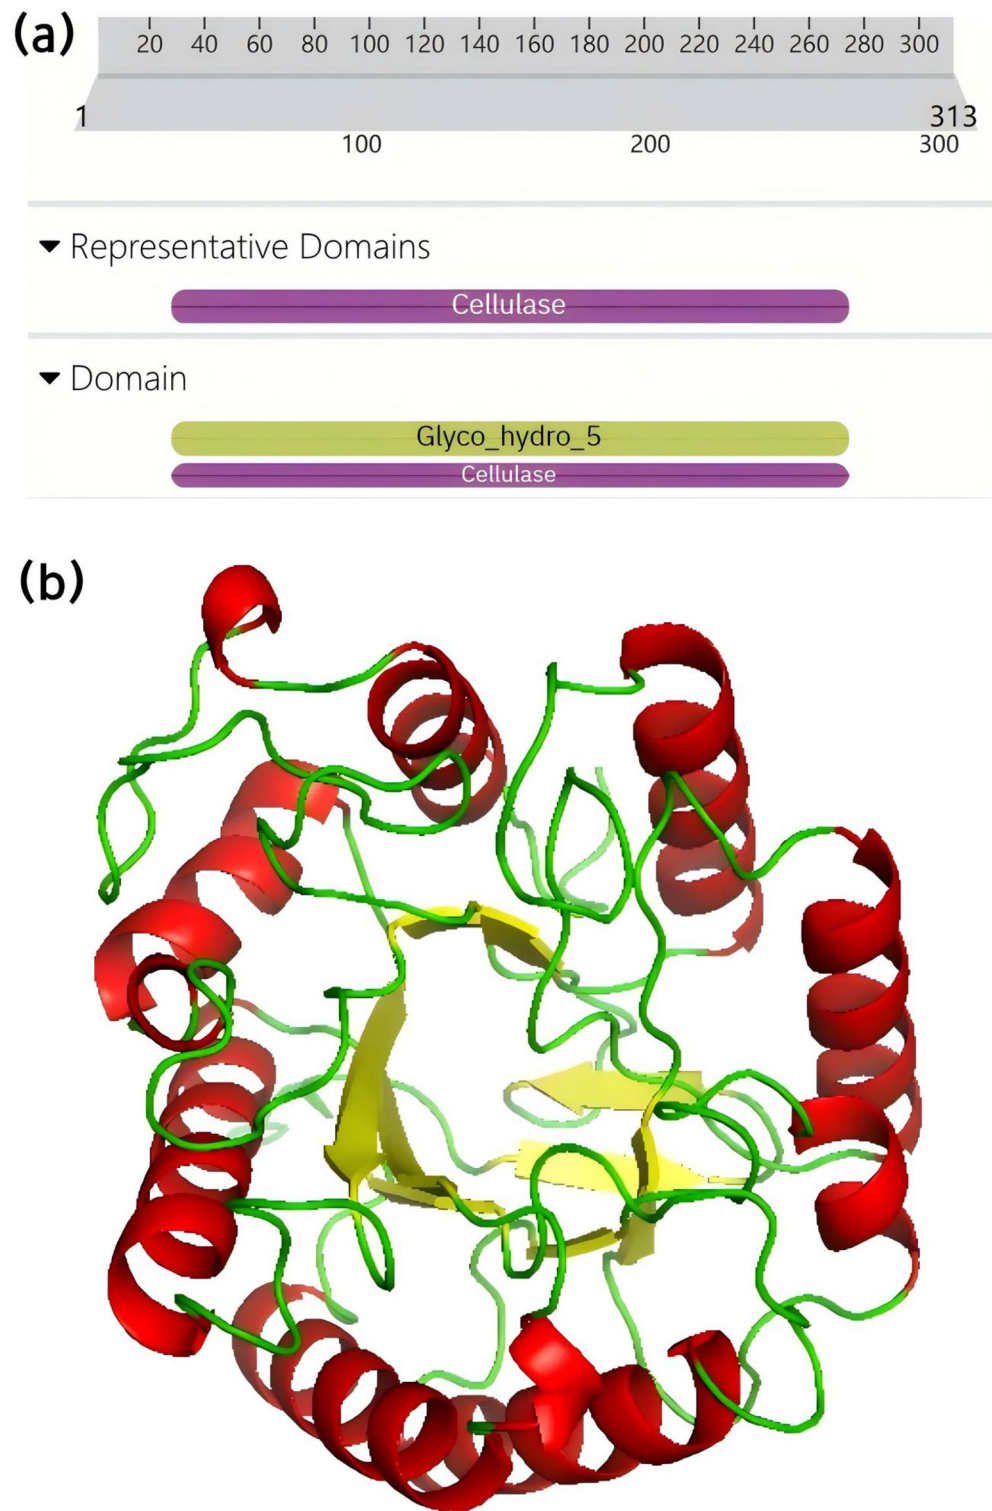 (a)
20 40 60 80 100 120 140 160 180 200 220 240 260 280 300
1 313
100 200 300
Representative Domains
Cellulase
Domain
Glyco_hydro_5
Cellulase
(b)